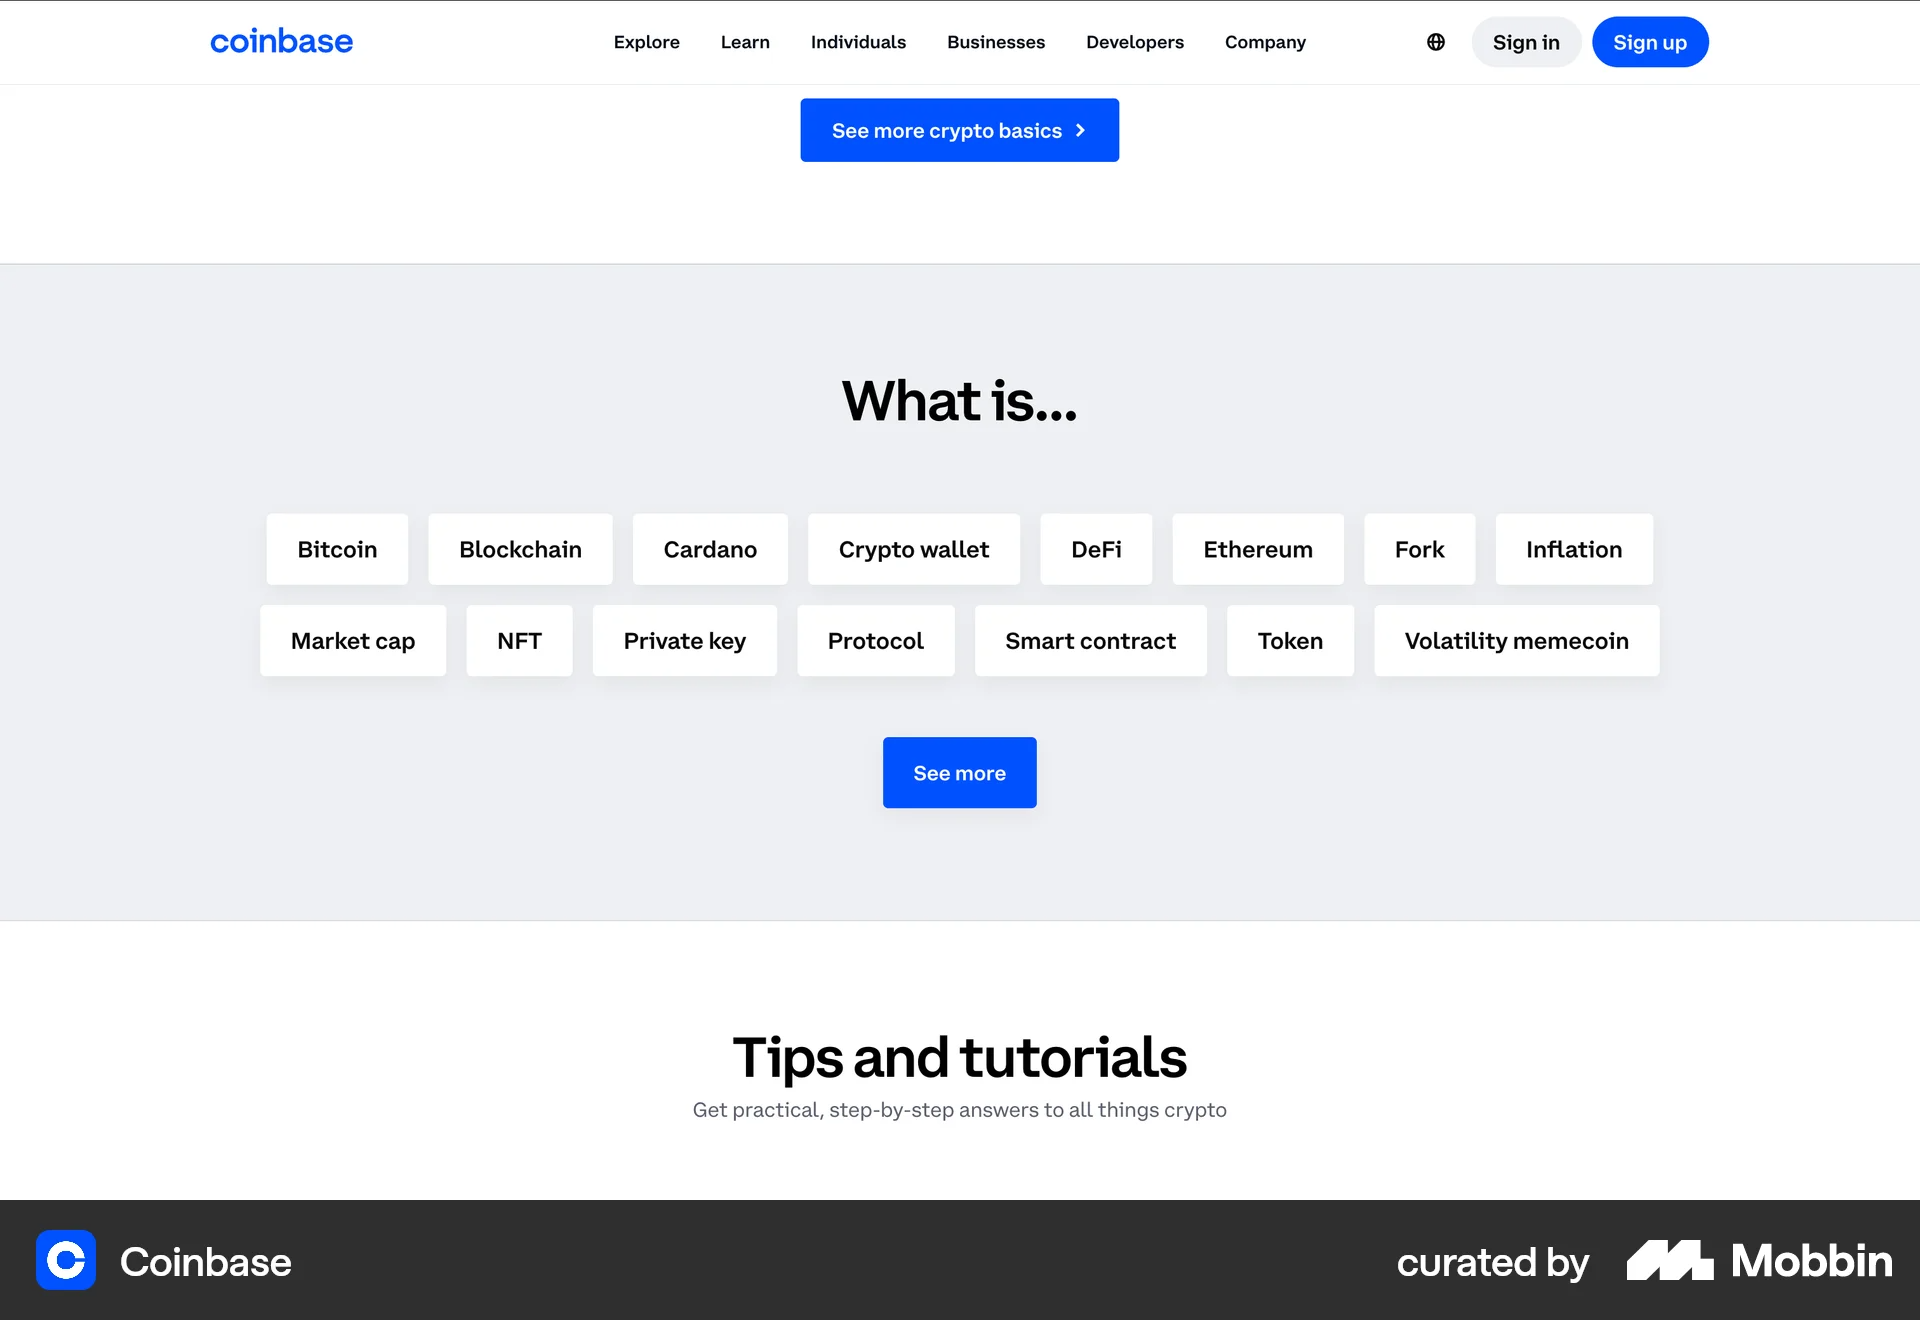 coinbase Explore Learn Individuals Businesses Developers Company Sign in Sign up
See more crypto basics
What is...
Bitcoin Blockchain Cardano Crypto wallet DeFi Ethereum Fork Inflation
Market cap NFT Private key Protocol Smart contract Token Volatility memecoin
See more
Tips and tutorials
Get practical, step-by-step answers to all things crypto
Coinbase curated by Mobbin